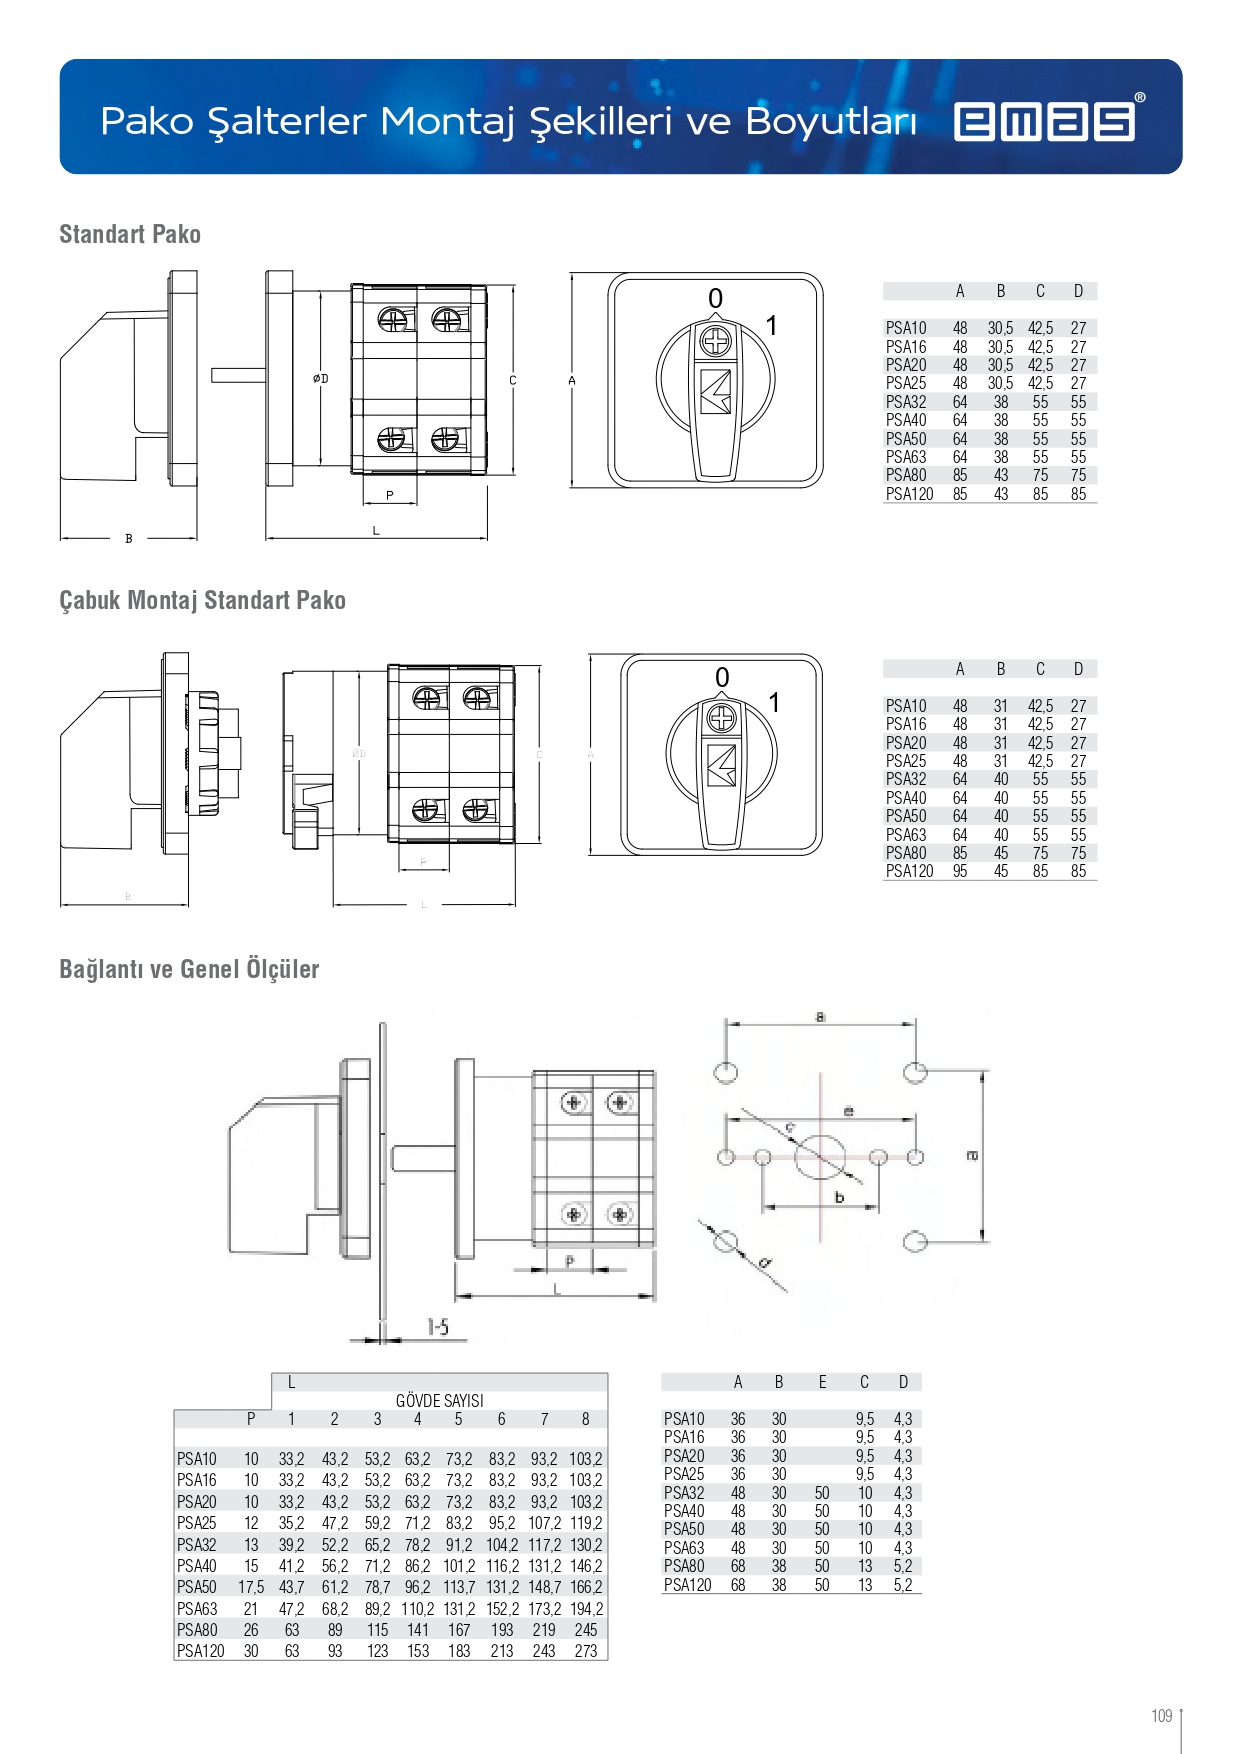 Pako Şalterler Montaj Şekilleri ve Boyutları emas®
Standart Pako
ØD
C
A
P
L
B
0
1
A B C D
PSA10 48 30,5 42,5 27
PSA16 48 30,5 42,5 27
PSA20 48 30,5 42,5 27
PSA25 48 30,5 42,5 27
PSA32 64 38 55 55
PSA40 64 38 55 55
PSA50 64 38 55 55
PSA63 64 38 55 55
PSA80 85 43 75 75
PSA120 85 43 85 85
Çabuk Montaj Standart Pako
ØD
C
A
P
B
L
0
1
A B C D
PSA10 48 31 42,5 27
PSA16 48 31 42,5 27
PSA20 48 31 42,5 27
PSA25 48 31 42,5 27
PSA32 64 40 55 55
PSA40 64 40 55 55
PSA50 64 40 55 55
PSA63 64 40 55 55
PSA80 85 45 75 75
PSA120 95 45 85 85
Bağlantı ve Genel Ölçüler
a
e
c
a
b
d
P
L
1-5
L
GÖVDE SAYISI
P 1 2 3 4 5 6 7 8
PSA10 10 33,2 43,2 53,2 63,2 73,2 83,2 93,2 103,2
PSA16 10 33,2 43,2 53,2 63,2 73,2 83,2 93,2 103,2
PSA20 10 33,2 43,2 53,2 63,2 73,2 83,2 93,2 103,2
PSA25 12 35,2 47,2 59,2 71,2 83,2 95,2 107,2 119,2
PSA32 13 39,2 52,2 65,2 78,2 91,2 104,2 117,2 130,2
PSA40 15 41,2 56,2 71,2 86,2 101,2 116,2 131,2 146,2
PSA50 17,5 43,7 61,2 78,7 96,2 113,7 131,2 148,7 166,2
PSA63 21 47,2 68,2 89,2 110,2 131,2 152,2 173,2 194,2
PSA80 26 63 89 115 141 167 193 219 245
PSA120 30 63 93 123 153 183 213 243 273
A B E C D
PSA10 36 30 9,5 4,3
PSA16 36 30 9,5 4,3
PSA20 36 30 9,5 4,3
PSA25 36 30 9,5 4,3
PSA32 48 30 50 10 4,3
PSA40 48 30 50 10 4,3
PSA50 48 30 50 10 4,3
PSA63 48 30 50 10 4,3
PSA80 68 38 50 13 5,2
PSA120 68 38 50 13 5,2
109